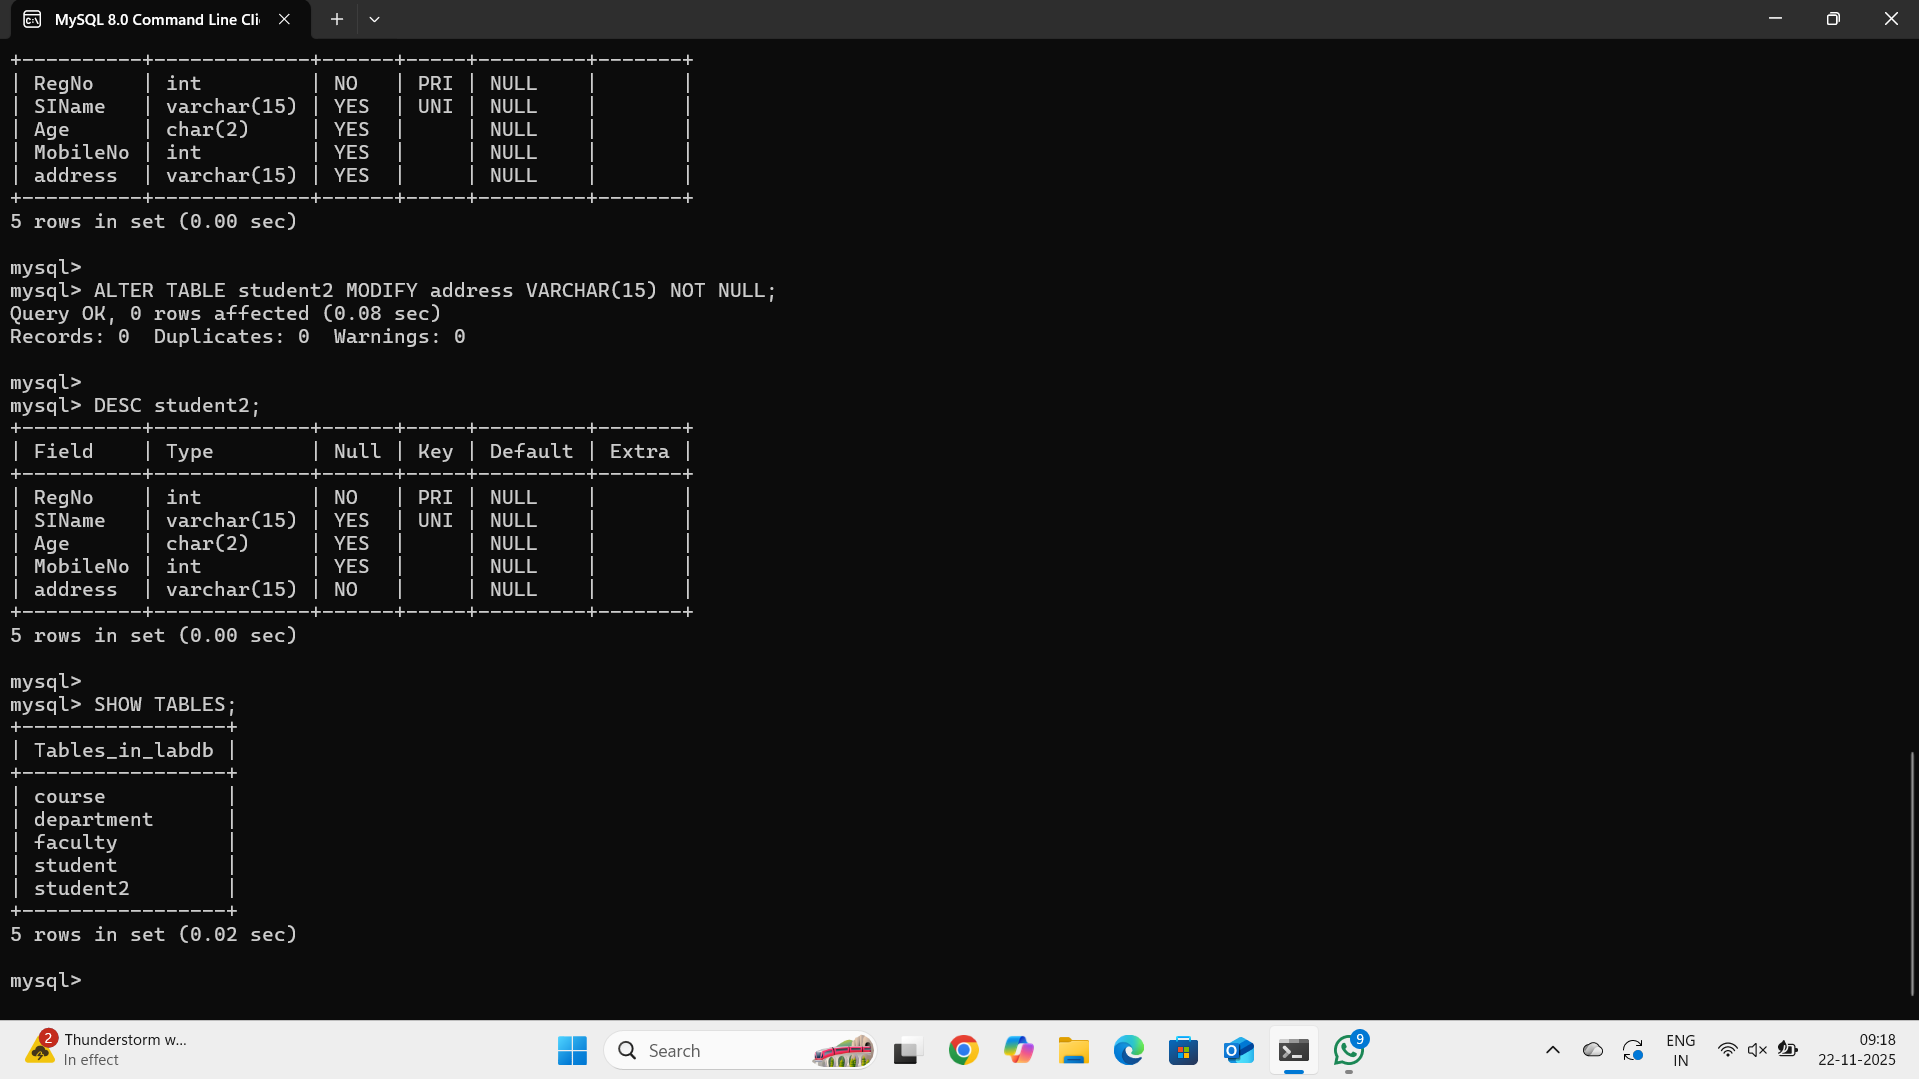 MySQL 8.0 Command Line Cli
+----------+-------------+------+-----+---------+-------+
| RegNo    | int         | NO   | PRI | NULL    |       |
| SIName   | varchar(15) | YES  | UNI | NULL    |       |
| Age      | char(2)     | YES  |     | NULL    |       |
| MobileNo | int         | YES  |     | NULL    |       |
| address  | varchar(15) | YES  |     | NULL    |       |
+----------+-------------+------+-----+---------+-------+
5 rows in set (0.00 sec)
mysql>
mysql> ALTER TABLE student2 MODIFY address VARCHAR(15) NOT NULL;
Query OK, 0 rows affected (0.08 sec)
Records: 0  Duplicates: 0  Warnings: 0
mysql>
mysql> DESC student2;
+----------+-------------+------+-----+---------+-------+
| Field    | Type        | Null | Key | Default | Extra |
+----------+-------------+------+-----+---------+-------+
| RegNo    | int         | NO   | PRI | NULL    |       |
| SIName   | varchar(15) | YES  | UNI | NULL    |       |
| Age      | char(2)     | YES  |     | NULL    |       |
| MobileNo | int         | YES  |     | NULL    |       |
| address  | varchar(15) | NO   |     | NULL    |       |
+----------+-------------+------+-----+---------+-------+
5 rows in set (0.00 sec)
mysql>
mysql> SHOW TABLES;
+-----------------+
| Tables_in_labdb |
+-----------------+
| course          |
| department      |
| faculty         |
| student         |
| student2        |
+-----------------+
5 rows in set (0.02 sec)
mysql>
2 Thunderstorm w...
In effect
Search
9
ENG
IN
09:18
22-11-2025